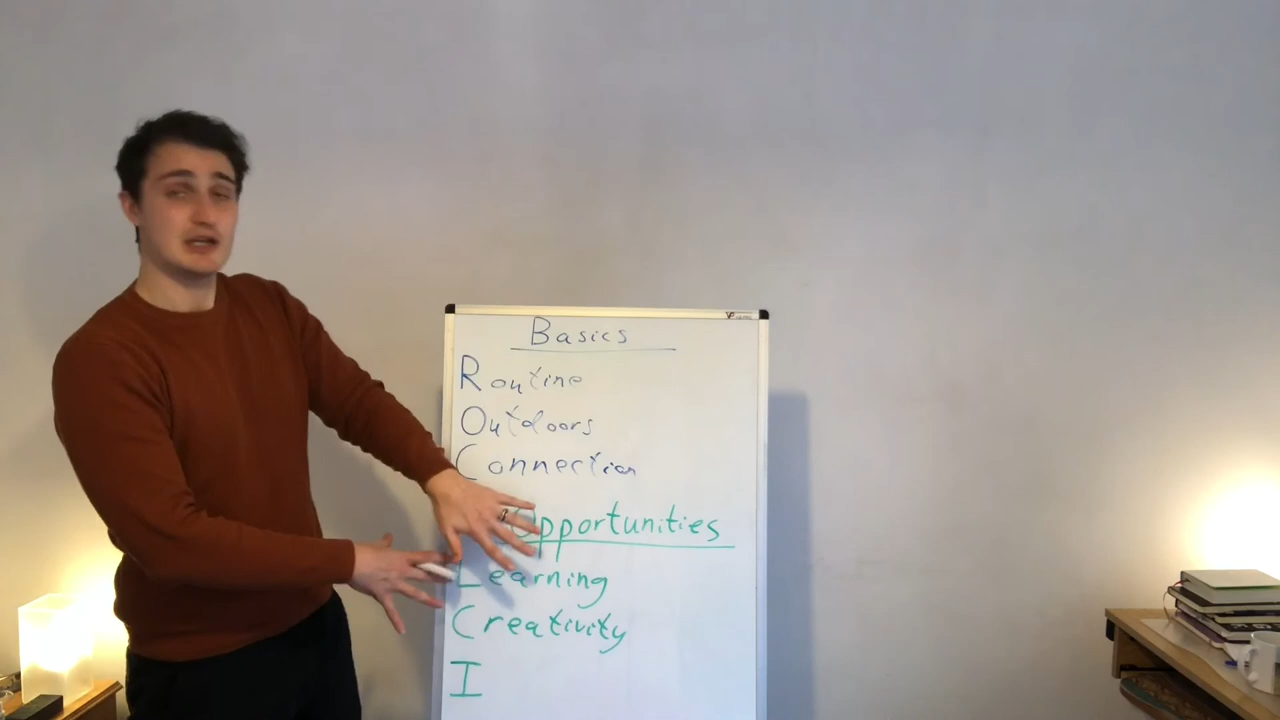 Basics
Routine
Outdoors
Connection
Opportunities
Learning
Creativity
I